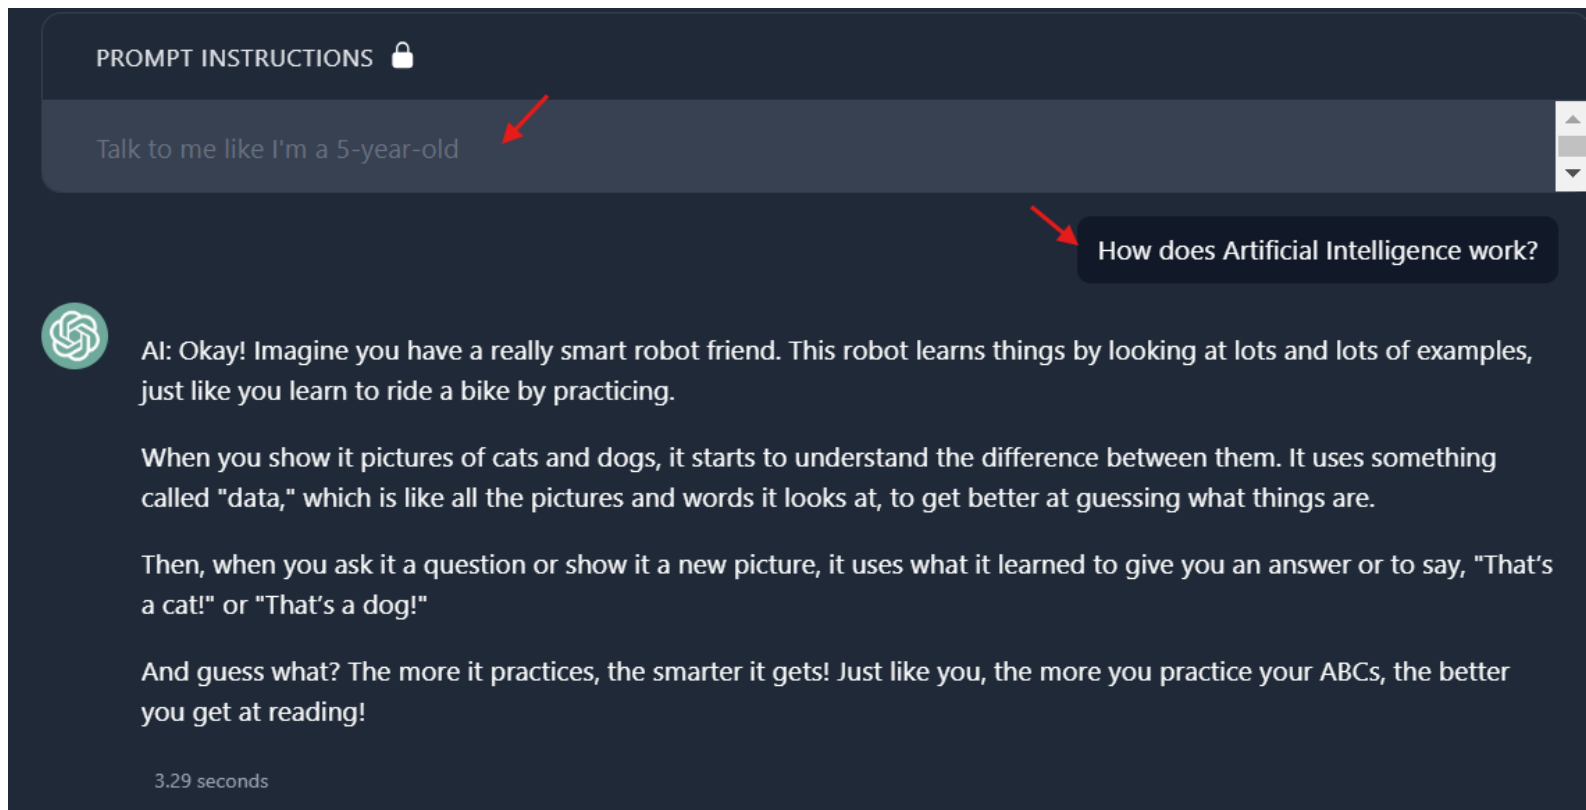 PROMPT INSTRUCTIONS
Talk to me like I'm a 5-year-old
How does Artificial Intelligence work?
AI: Okay! Imagine you have a really smart robot friend. This robot learns things by looking at lots and lots of examples,
just like you learn to ride a bike by practicing.
When you show it pictures of cats and dogs, it starts to understand the difference between them. It uses something
called "data," which is like all the pictures and words it looks at, to get better at guessing what things are.
Then, when you ask it a question or show it a new picture, it uses what it learned to give you an answer or to say, "That’s
a cat!" or "That’s a dog!"
And guess what? The more it practices, the smarter it gets! Just like you, the more you practice your ABCs, the better
you get at reading!
3.29 seconds